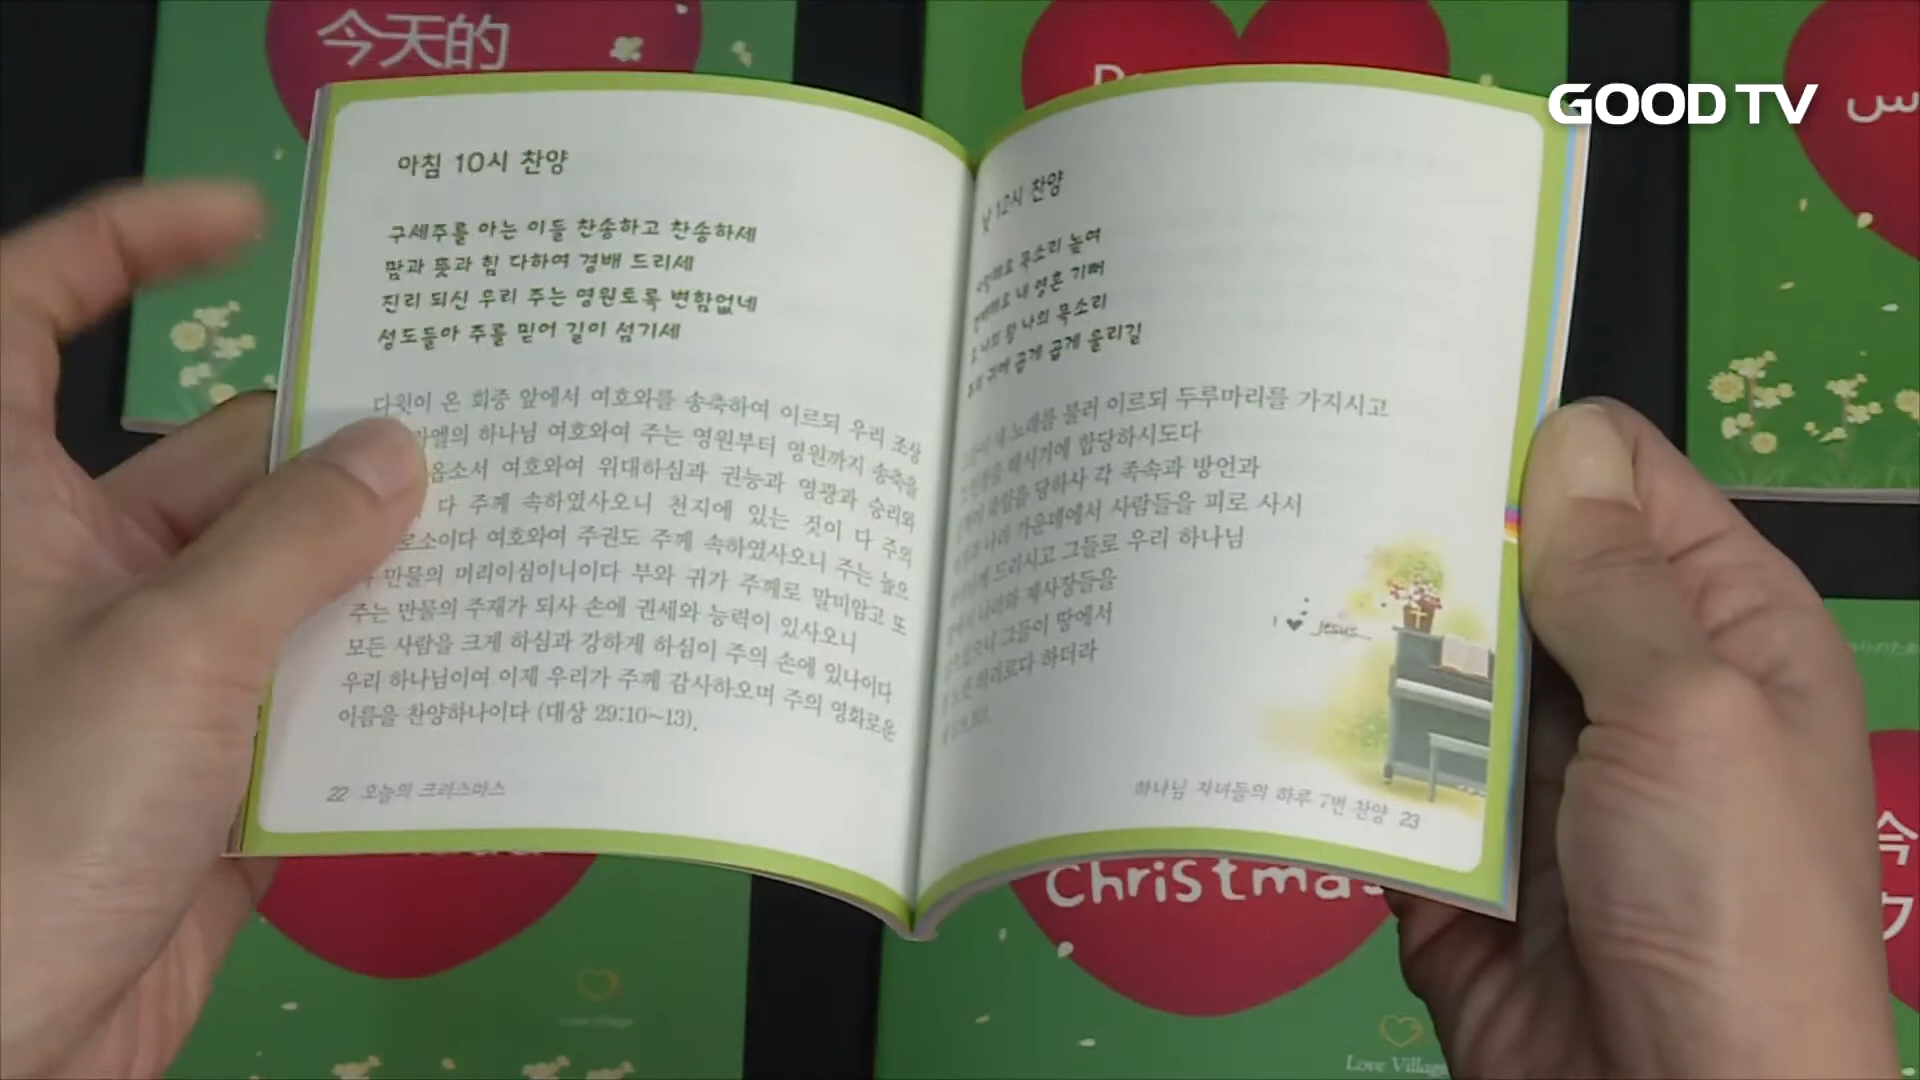 今天的
GOOD TV
아침 10시 찬양
구세주를 아는 이들 찬송하고 찬송하세
맘과 뜻과 힘 다하여 경배 드리세
진리 되신 우리 주는 영원토록 변함없네
성도들아 주를 믿어 길이 섬기세
다윗이 온 회중 앞에서 여호와를 송축하여 이르되 우리 조상
하나님 여호와여 주는 영원부터 영원까지 송축을
여호와여 위대하심과 권능과 영광과 승리와
다 주께 속하였사오니 천지에 있는 것이 다 주의
여호와여 주권도 주께 속하였사오니 주는 높으
만물의 머리이심이니이다 부와 귀가 주께로 말미암고 또
주는 만물의 주재가 되사 손에 권세와 능력이 있사오니
모든 사람을 크게 하심과 강하게 하심이 주의 손에 있나이다
우리 하나님이여 이제 우리가 주께 감사하오며 주의 영화로운
이름을 찬양하나이다 (대상 29:10~13).
22 오늘의 크리스마스
낮 12시 찬양
목소리 높여
내 영혼 기뻐
나의 목소리
귀에 곱게 곱게 울리길
새 노래를 불러 이르되 두루마리를 가지시고
떼시기에 합당하시도다
죽임을 당하사 각 족속과 방언과
나라 가운데에서 사람들을 피로 사서
드리시고 그들로 우리 하나님
나라와 제사장들을
그들이 땅에서
하더라
I ♥ Jesus...
하나님 자녀들의 하루 7번 찬양 23
Christmas
Love Village